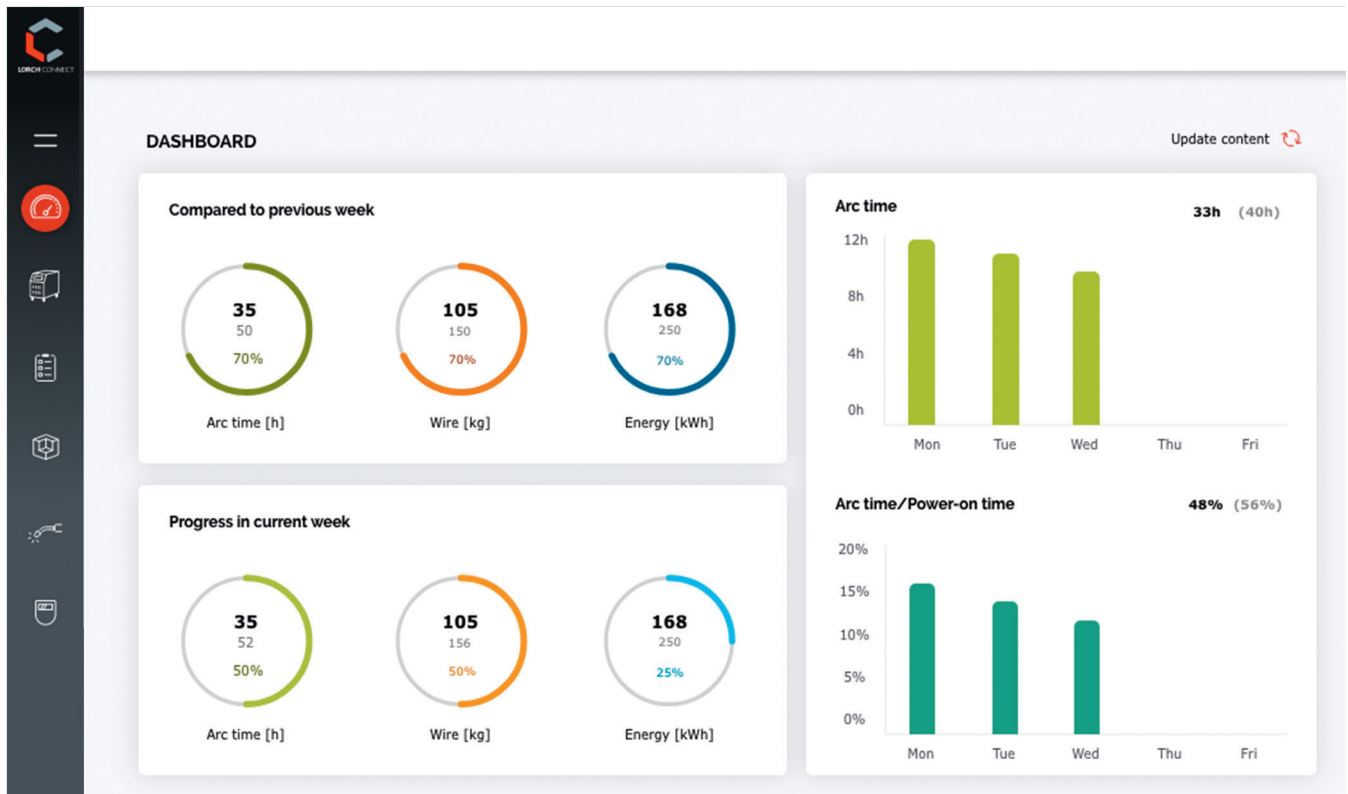 LORCH CONNECT
DASHBOARD
Update content
Compared to previous week
35
50
70%
Arc time [h]
105
150
70%
Wire [kg]
168
250
70%
Energy [kWh]
Progress in current week
35
52
50%
Arc time [h]
105
156
50%
Wire [kg]
168
250
25%
Energy [kWh]
Arc time
33h (40h)
12h
8h
4h
0h
Mon Tue Wed Thu Fri
Arc time/Power-on time
48% (56%)
20%
15%
10%
5%
0%
Mon Tue Wed Thu Fri